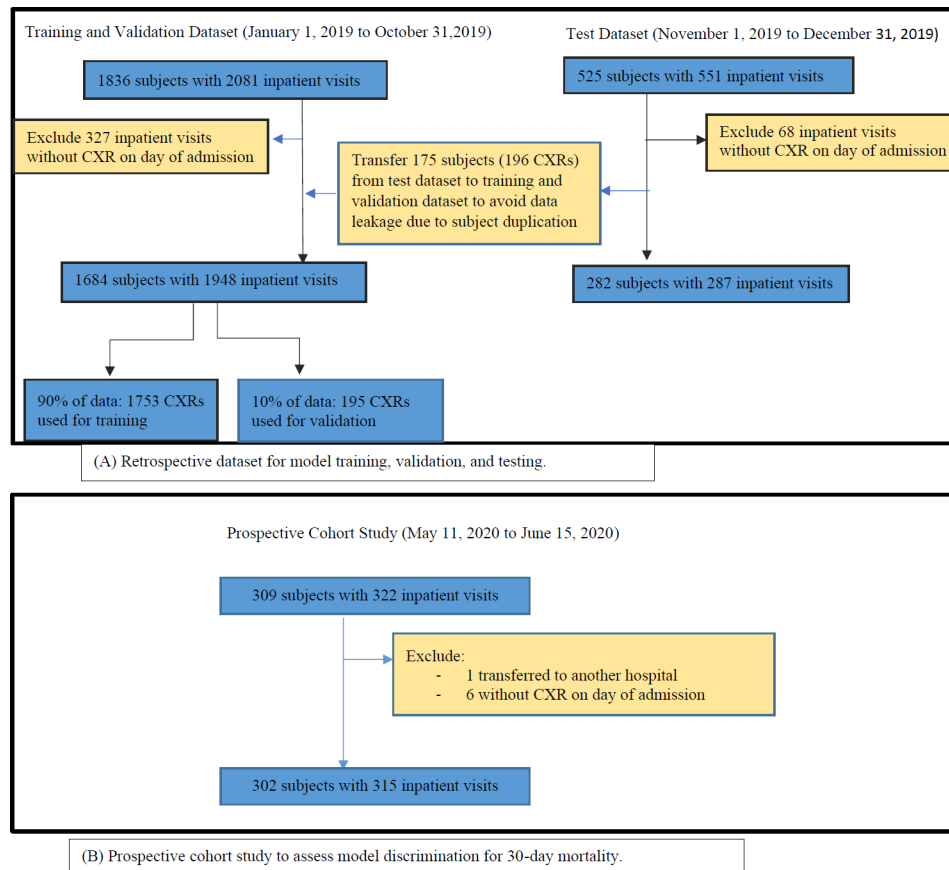 Training and Validation Dataset (January 1, 2019 to October 31,2019)
Test Dataset (November 1, 2019 to December 31, 2019)
1836 subjects with 2081 inpatient visits
525 subjects with 551 inpatient visits
Exclude 327 inpatient visits
without CXR on day of admission
Exclude 68 inpatient visits
without CXR on day of admission
Transfer 175 subjects (196 CXRs)
from test dataset to training and
validation dataset to avoid data
leakage due to subject duplication
1684 subjects with 1948 inpatient visits
282 subjects with 287 inpatient visits
90% of data: 1753 CXRs
used for training
10% of data: 195 CXRs
used for validation
(A) Retrospective dataset for model training, validation, and testing.
Prospective Cohort Study (May 11, 2020 to June 15, 2020)
309 subjects with 322 inpatient visits
Exclude:
- 1 transferred to another hospital
- 6 without CXR on day of admission
302 subjects with 315 inpatient visits
(B) Prospective cohort study to assess model discrimination for 30-day mortality.